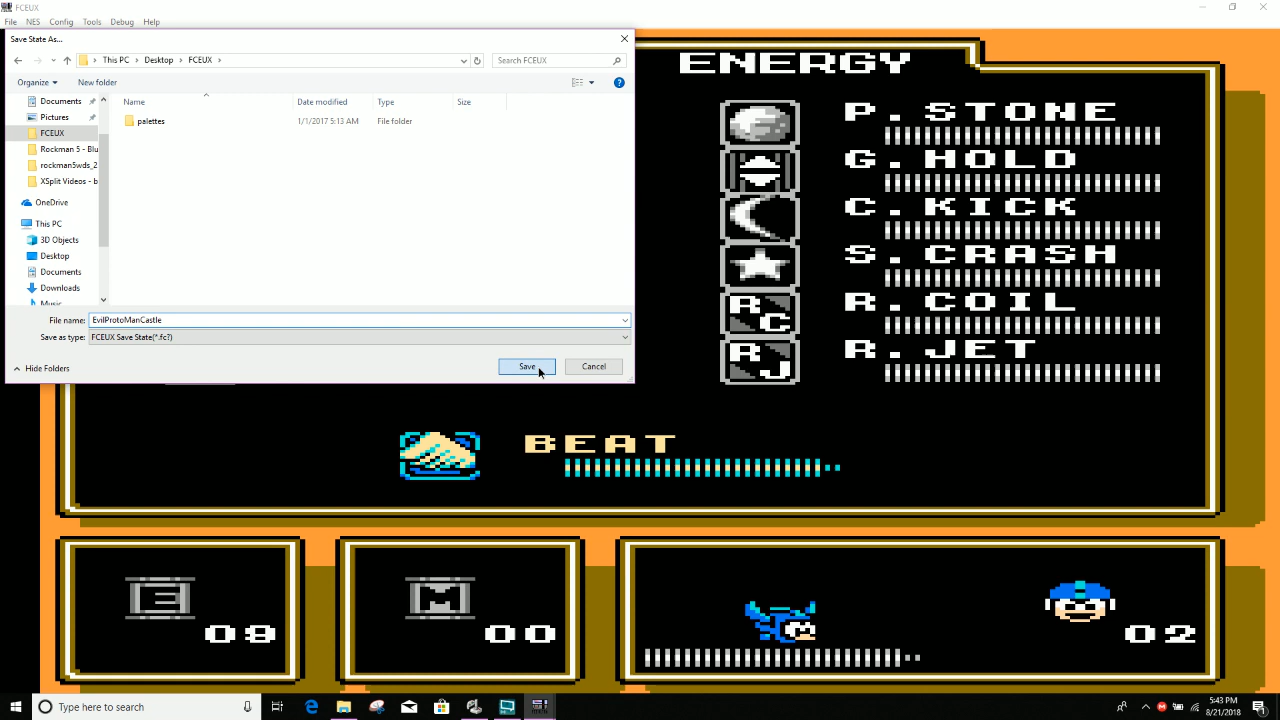 FCEUX
File NES Config Tools Debug Help
Save State As...
This PC > Desktop > FCEUX >
Search FCEUX
Organize
New folder
Name
Date modified
Type
Size
Documents
Pictures
FCEUX
Rockman 5 - Blu
rockman5wds_2
XSplit Videos - b
OneDrive
This PC
3D Objects
Desktop
Documents
Downloads
Music
palettes
1/1/2017 5:13 AM
File folder
File name: EvilProtoManCastle
Save as type: FCEUX Save State(*.fc?)
Hide Folders
Save
Cancel
ENERGY
P.STONE
G.HOLD
C.KICK
S.CRASH
RC R.COIL
RJ R.JET
BEAT
E 09
M 00
02
Type here to search
5:43 PM
8/21/2018